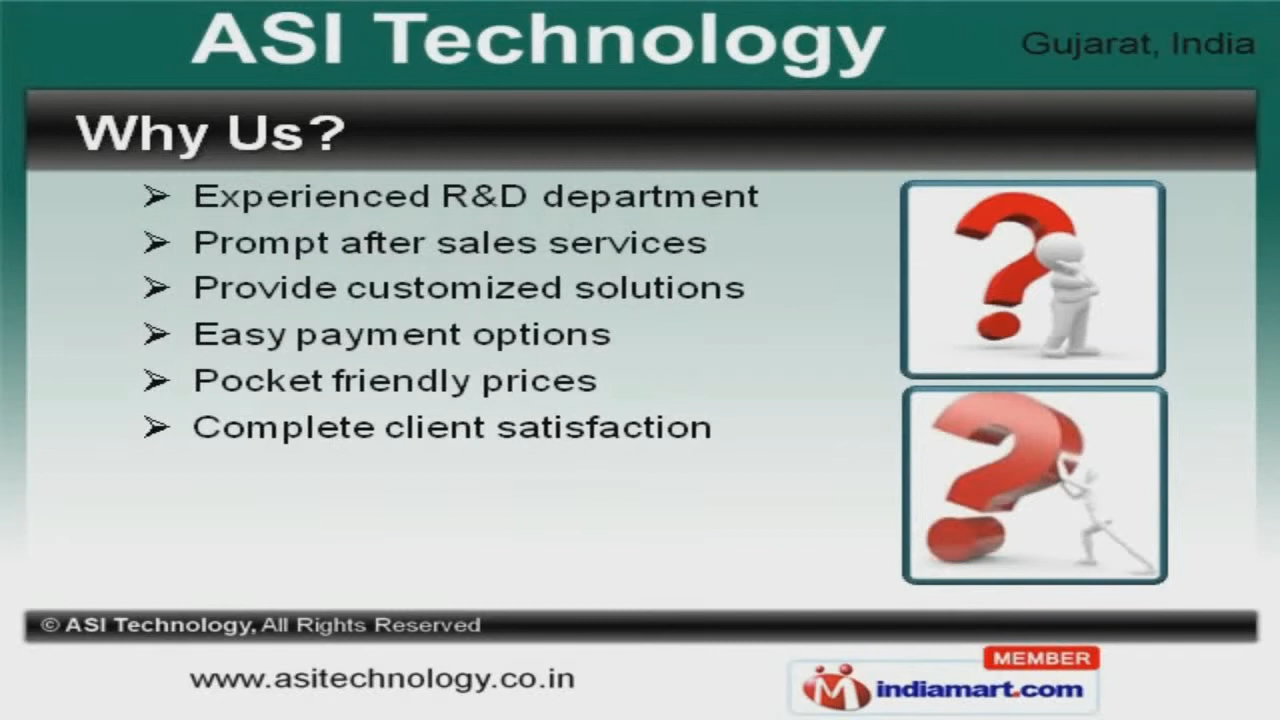 ASI Technology
Gujarat, India
Why Us?
➢ Experienced R&D department
➢ Prompt after sales services
➢ Provide customized solutions
➢ Easy payment options
➢ Pocket friendly prices
➢ Complete client satisfaction
© ASI Technology, All Rights Reserved
www.asitechnology.co.in
MEMBER
indiamart.com